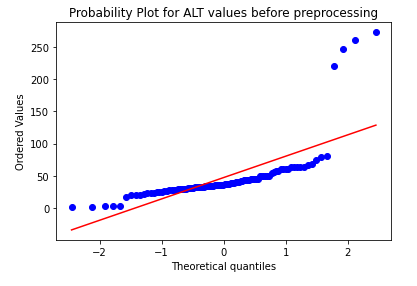 Probability Plot for ALT values before preprocessing
250
200
150
100
50
0
Ordered Values
−2 −1 0 1 2
Theoretical quantiles